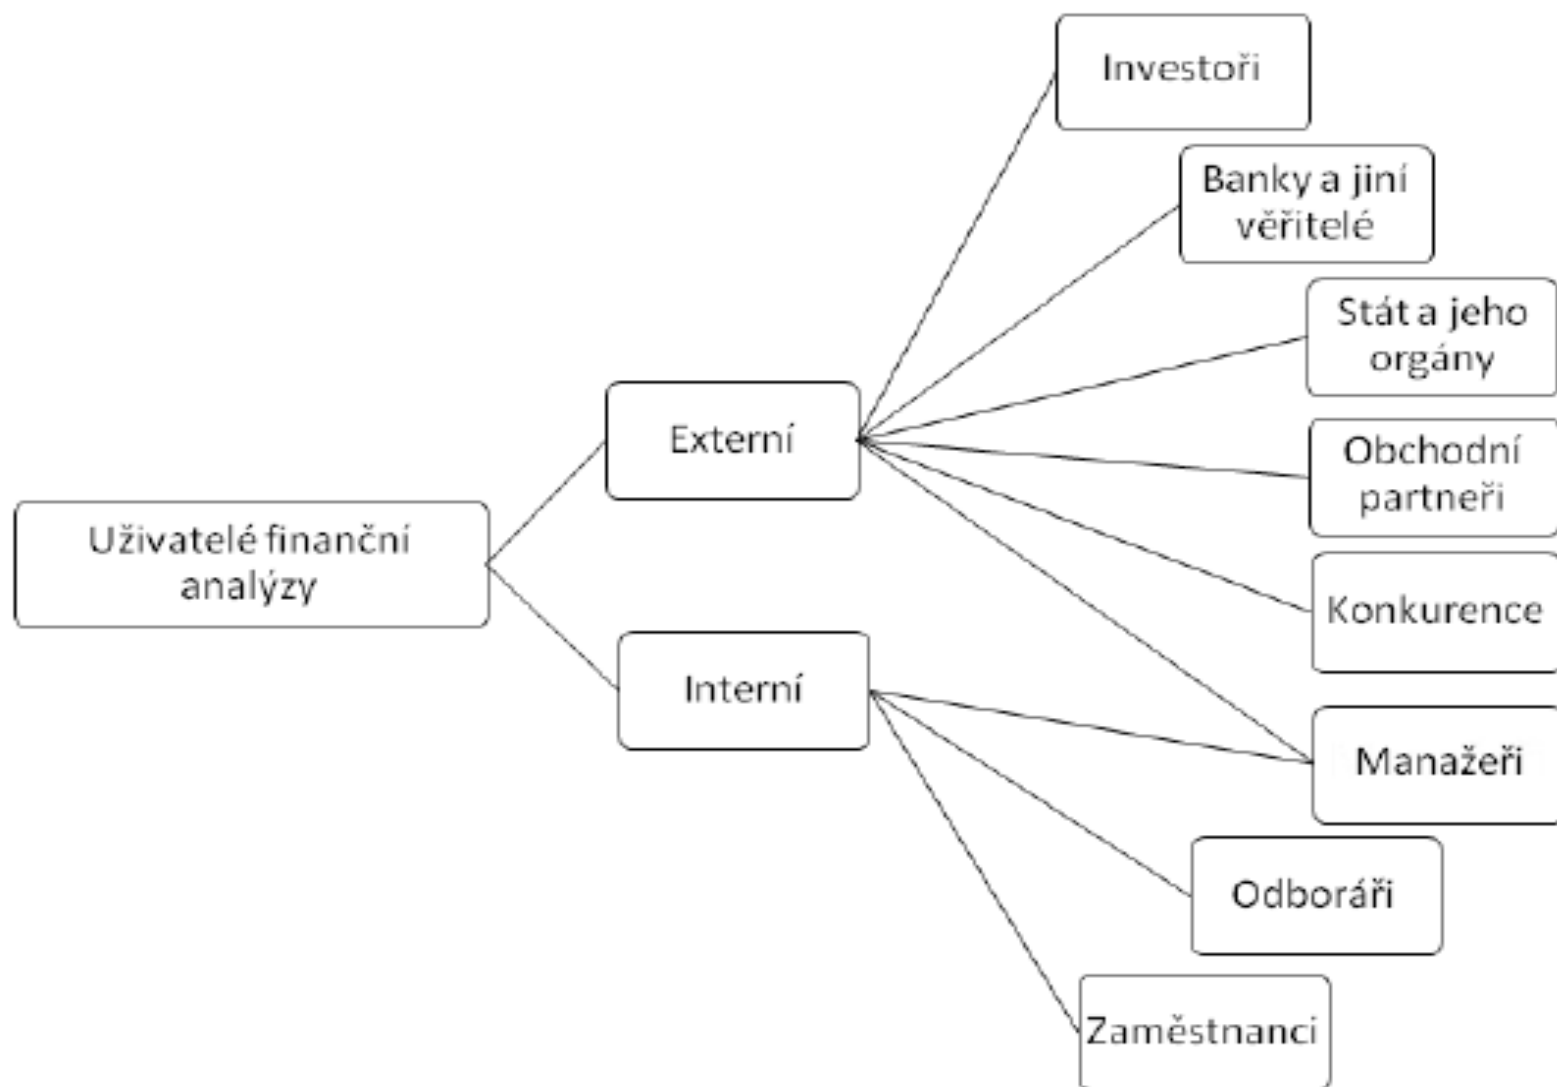 Investoři
Banky a jiní
věřitelé
Stát a jeho
orgány
Externí
Obchodní
partneři
Uživatelé finanční
analýzy
Konkurence
Interní
Manažeři
Odboráři
Zaměstnanci